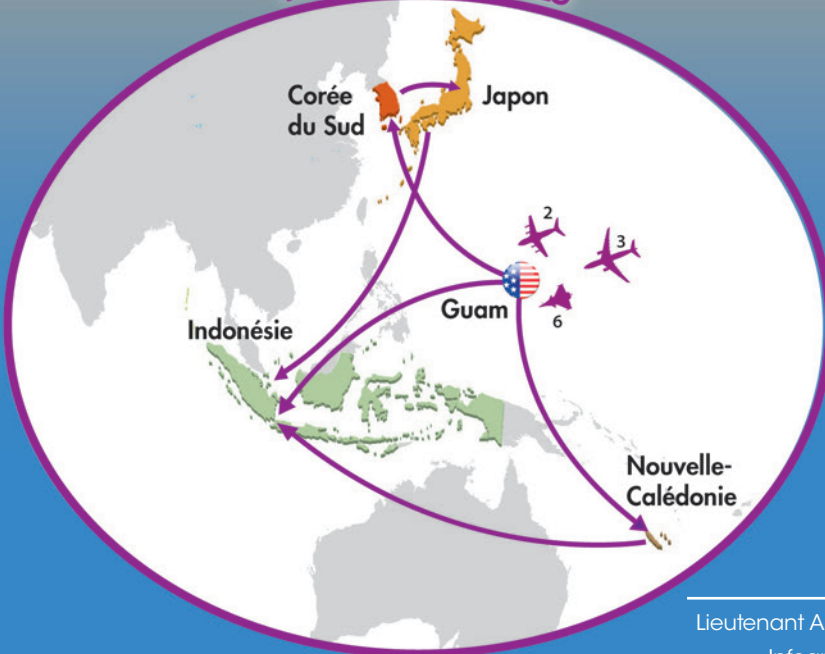 Corée
du Sud
Japon
2
3
Guam
6
Indonésie
Nouvelle-
Calédonie
Lieutenant A